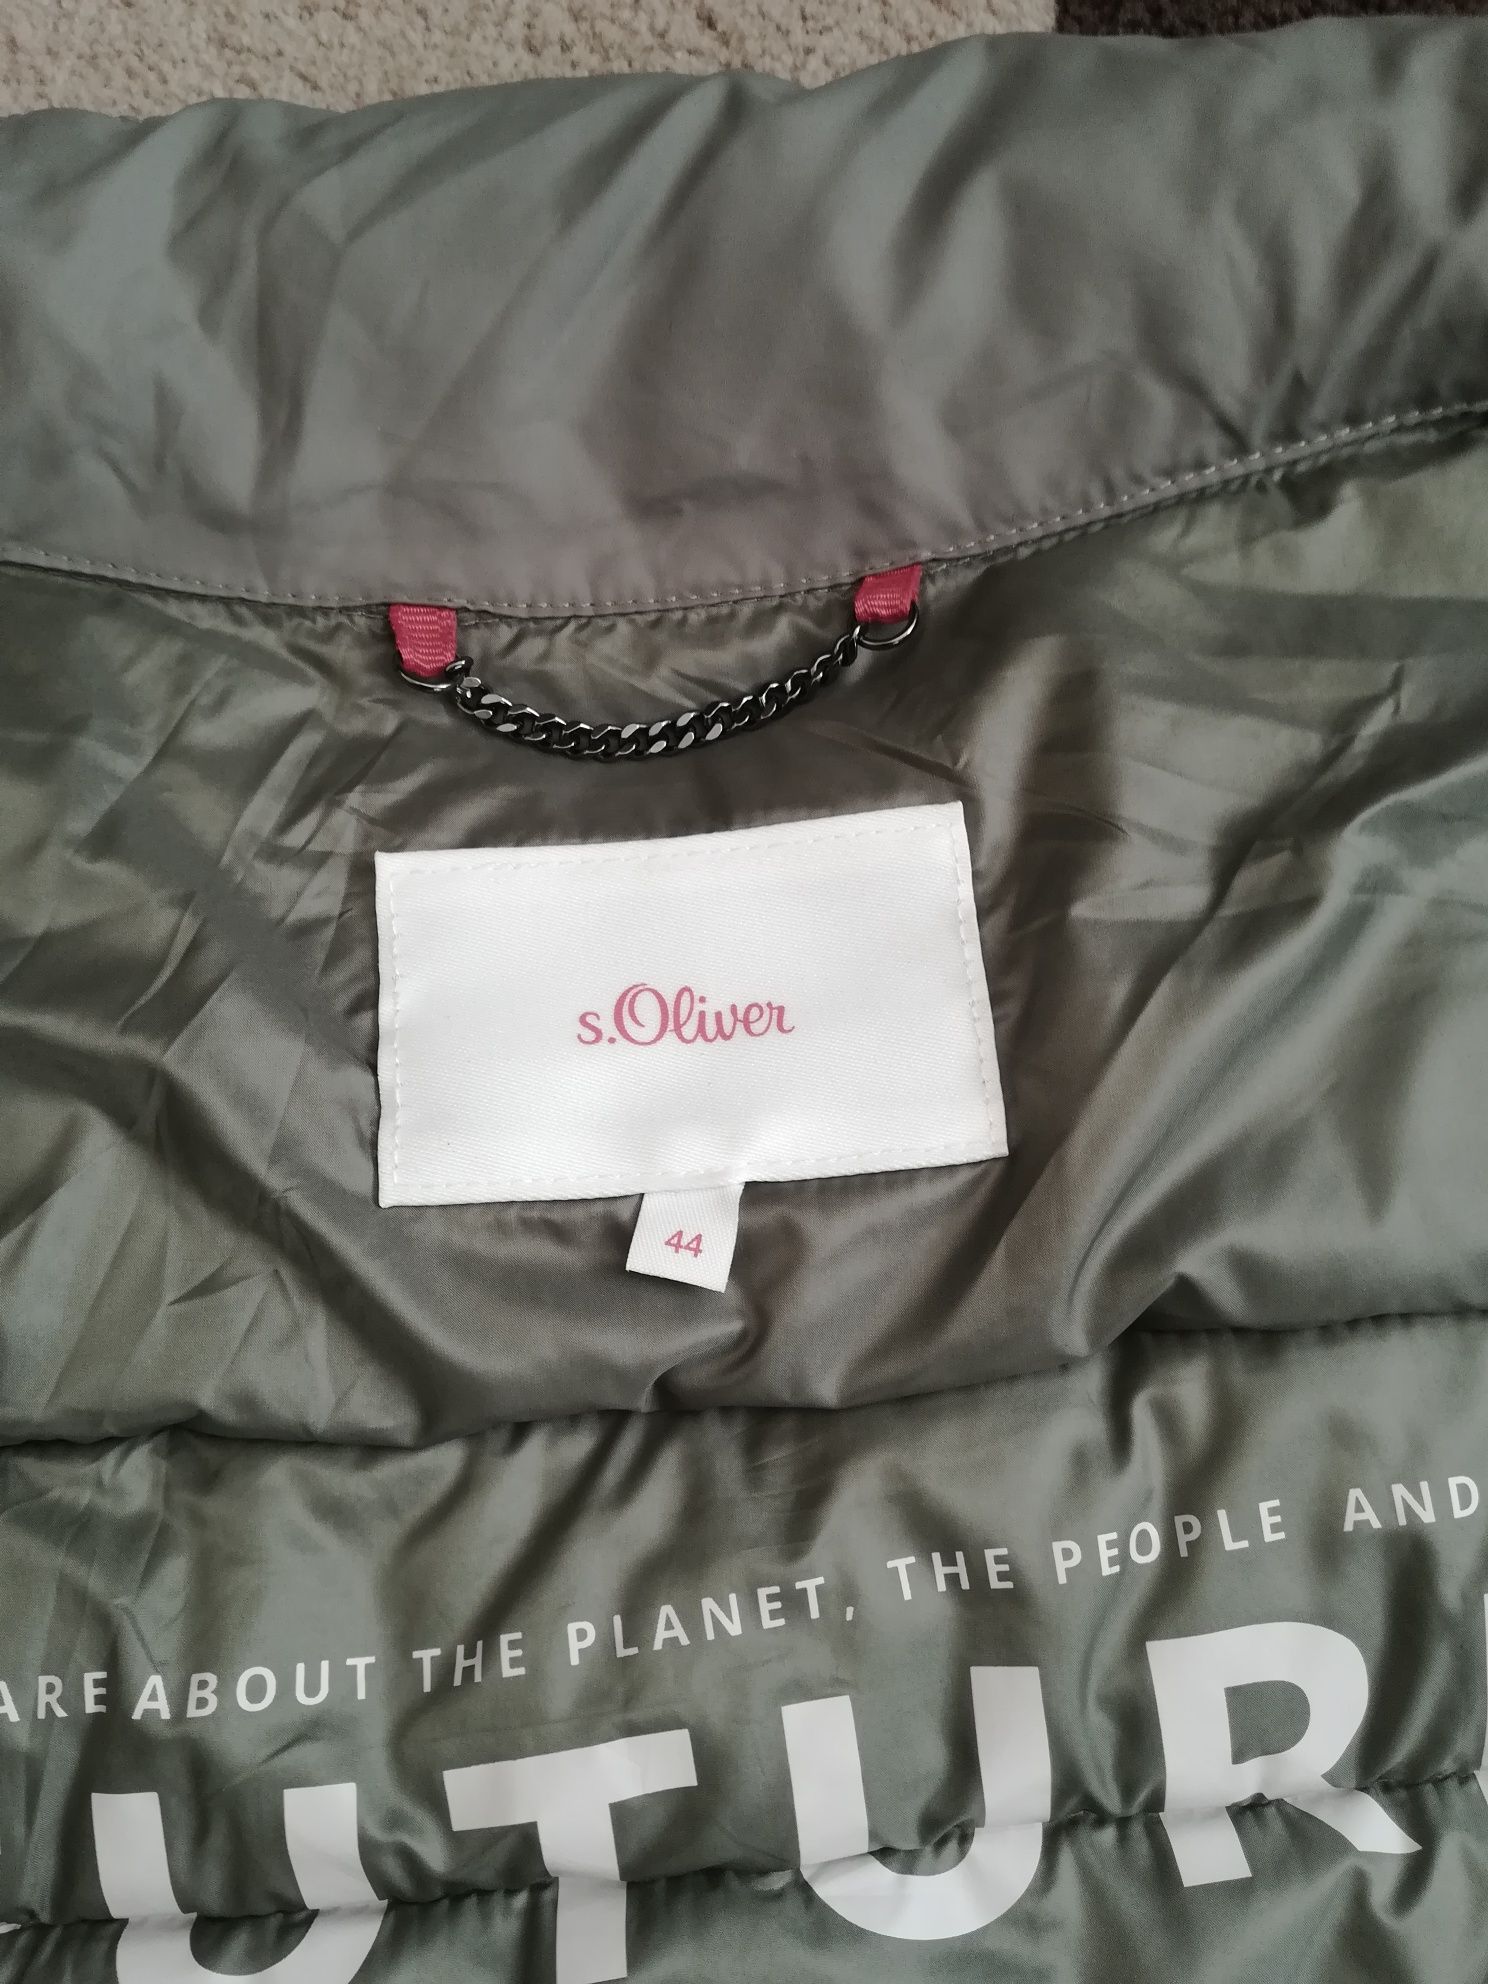 s.Oliver
44
ARE ABOUT THE PLANET, THE PEOPLE AND
UTUR